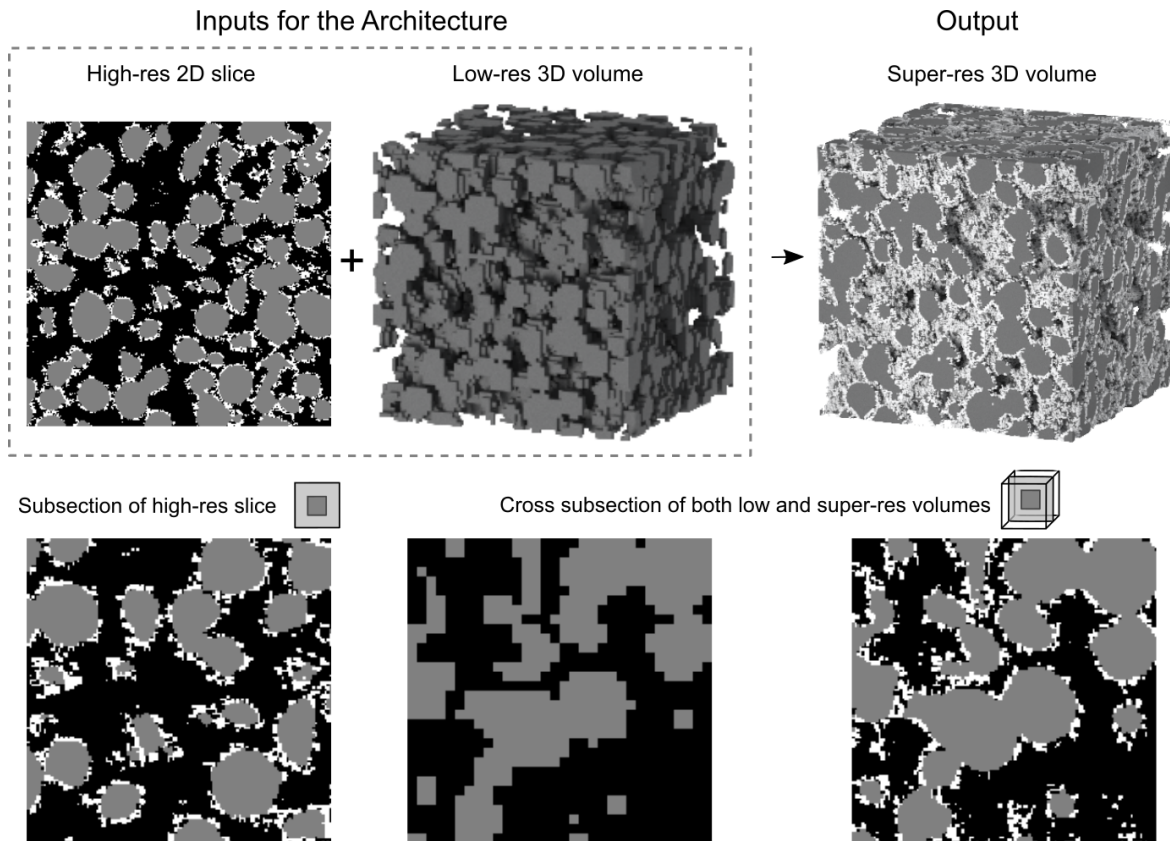 Inputs for the Architecture
Output
High-res 2D slice
Low-res 3D volume
Super-res 3D volume
+
Subsection of high-res slice
Cross subsection of both low and super-res volumes